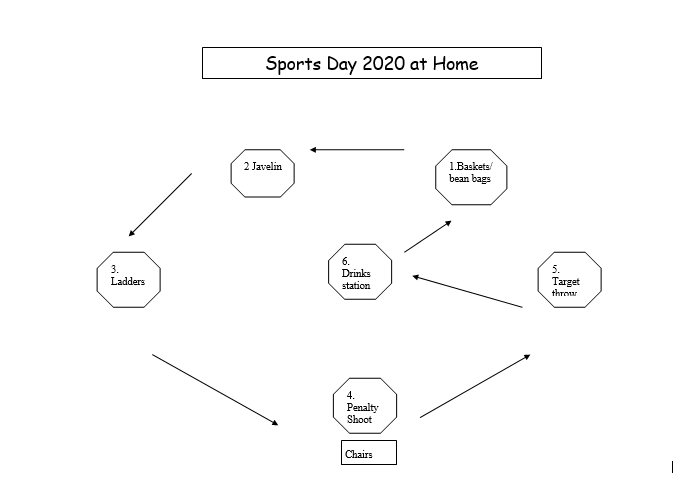 Sports Day 2020 at Home
1.Baskets/
bean bags
2 Javelin
3.
Ladders
4.
Penalty
Shoot
Chairs
5.
Target
throw
6.
Drinks
station